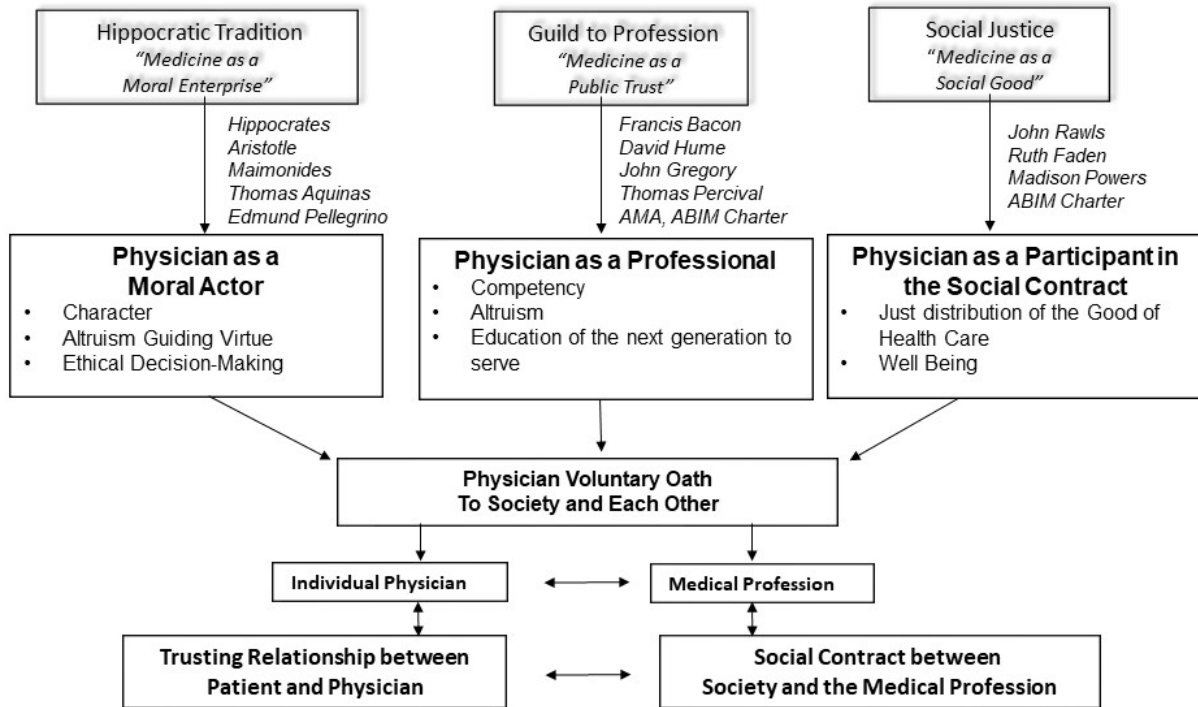 Hippocratic Tradition
“Medicine as a
Moral Enterprise”
Hippocrates
Aristotle
Maimonides
Thomas Aquinas
Edmund Pellegrino
Physician as a
Moral Actor
• Character
• Altruism Guiding Virtue
• Ethical Decision-Making
Guild to Profession
“Medicine as a
Public Trust”
Francis Bacon
David Hume
John Gregory
Thomas Percival
AMA, ABIM Charter
Physician as a Professional
• Competency
• Altruism
• Education of the next generation to
serve
Social Justice
“Medicine as a
Social Good”
John Rawls
Ruth Faden
Madison Powers
ABIM Charter
Physician as a Participant in
the Social Contract
• Just distribution of the Good of
Health Care
• Well Being
Physician Voluntary Oath
To Society and Each Other
Individual Physician
Medical Profession
Trusting Relationship between
Patient and Physician
Social Contract between
Society and the Medical Profession